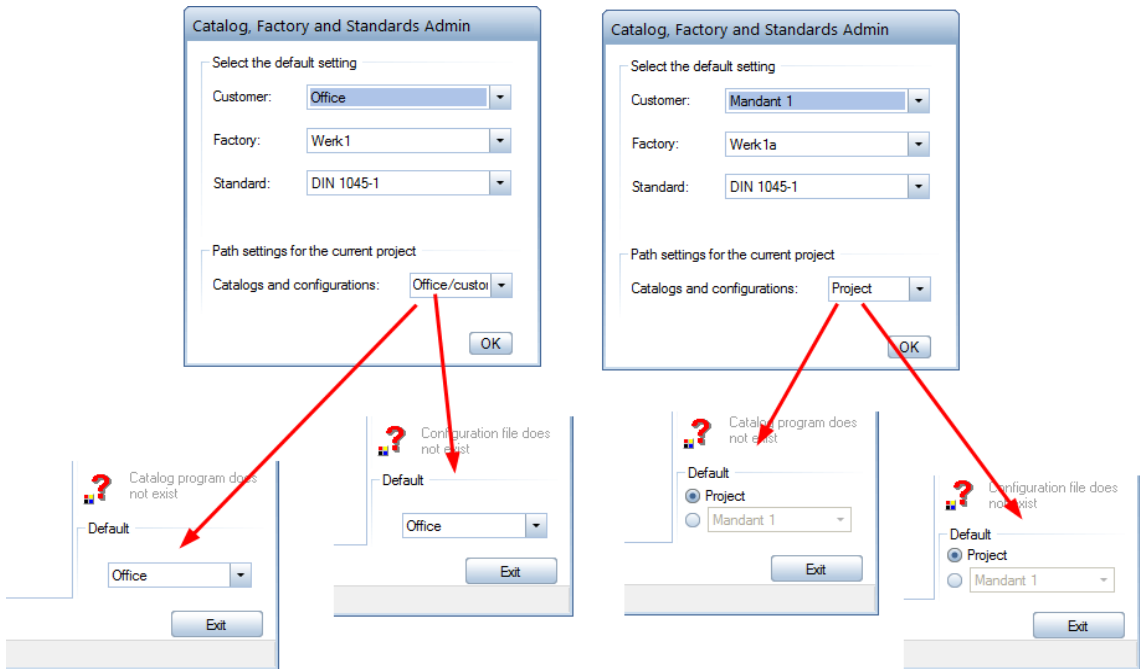 Catalog, Factory and Standards Admin
Select the default setting
Customer: Office
Factory: Werk1
Standard: DIN 1045-1
Path settings for the current project
Catalogs and configurations: Office/custor
OK
Catalog, Factory and Standards Admin
Select the default setting
Customer: Mandant 1
Factory: Werk1a
Standard: DIN 1045-1
Path settings for the current project
Catalogs and configurations: Project
OK
Catalog program does
not exist
Default
Office
Exit
Configuration file does
not exist
Default
Office
Exit
Catalog program does
not exist
Default
Project
Mandant 1
Exit
Configuration file does
not exist
Default
Project
Mandant 1
Exit